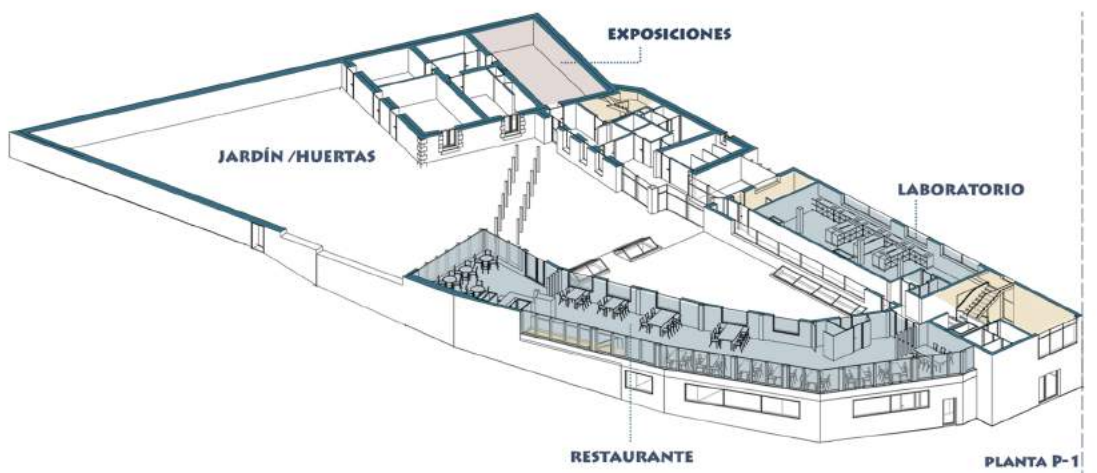 EXPOSICIONES
JARDÍN /HUERTAS
LABORATORIO
RESTAURANTE
PLANTA P-1